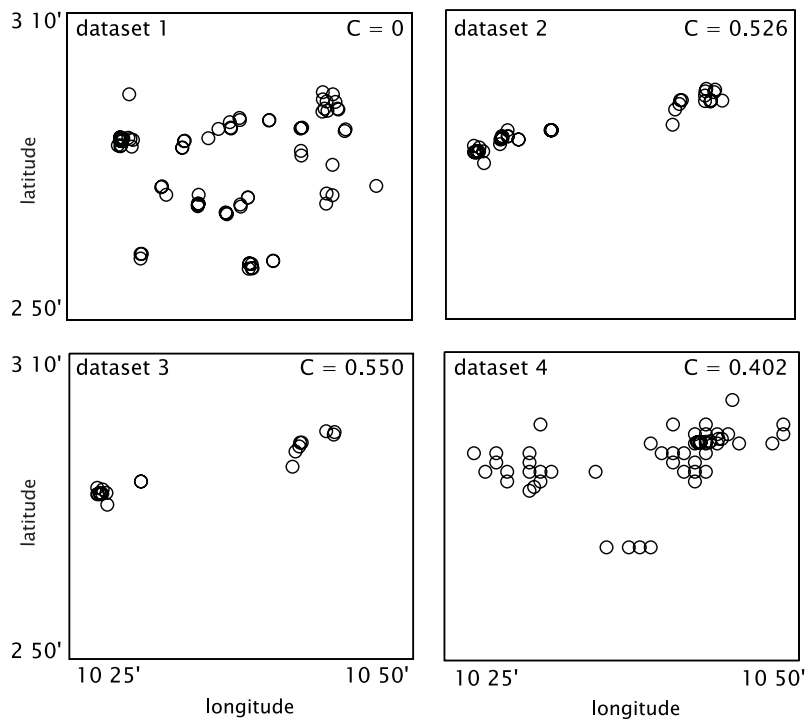 3 10'
dataset 1 C = 0
dataset 2 C = 0.526
latitude
2 50'
3 10'
dataset 3 C = 0.550
dataset 4 C = 0.402
latitude
2 50'
10 25' 10 50'
10 25' 10 50'
longitude
longitude